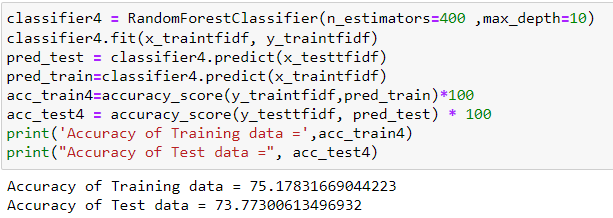 classifier4 = RandomForestClassifier(n_estimators=400 ,max_depth=10)
classifier4.fit(x_traintfidf, y_traintfidf)
pred_test = classifier4.predict(x_testtfidf)
pred_train=classifier4.predict(x_traintfidf)
acc_train4=accuracy_score(y_traintfidf,pred_train)*100
acc_test4 = accuracy_score(y_testtfidf, pred_test) * 100
print('Accuracy of Training data =',acc_train4)
print("Accuracy of Test data =", acc_test4)
Accuracy of Training data = 75.17831669044223
Accuracy of Test data = 73.77300613496932